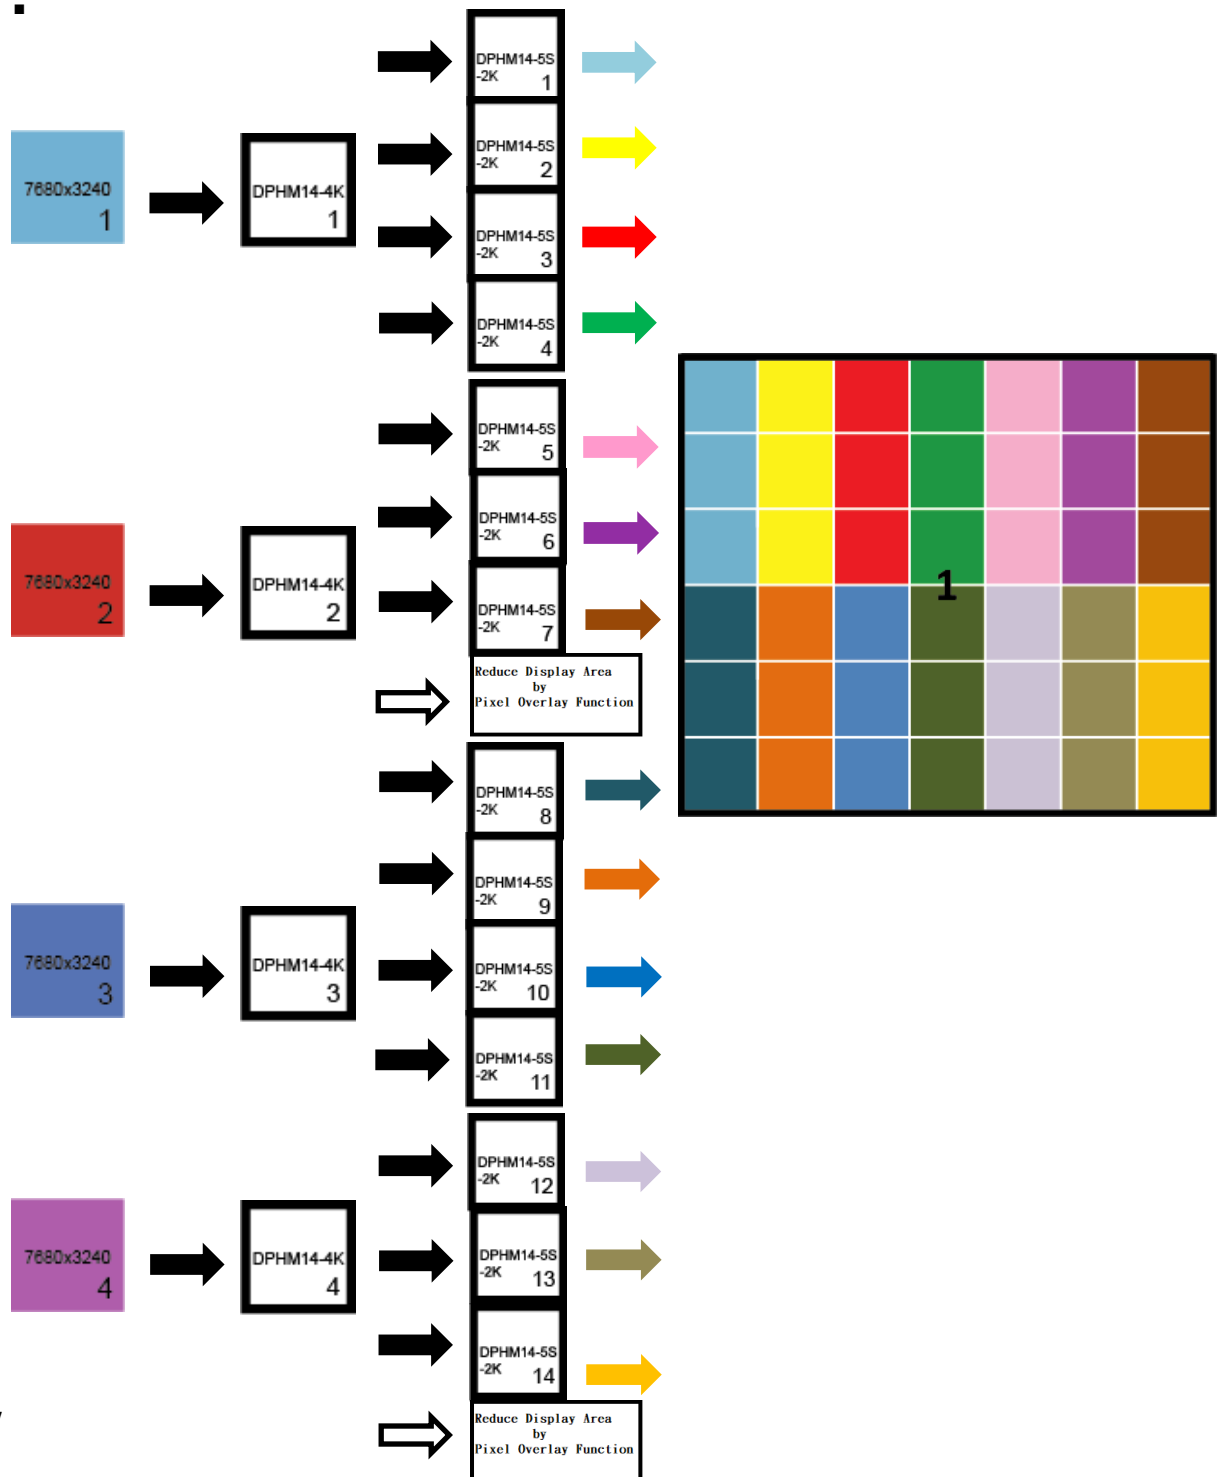 DPHM14-5S
-2K
1
DPHM14-5S
-2K
2
7680x3240
1
DPHM14-4K
1
DPHM14-5S
-2K
3
DPHM14-5S
-2K
4
DPHM14-5S
-2K
5
DPHM14-5S
-2K
6
7680x3240
2
DPHM14-4K
2
DPHM14-5S
-2K
7
1
Reduce Display Area
by
Pixel Overlay Function
DPHM14-5S
-2K
8
DPHM14-5S
-2K
9
7680x3240
3
DPHM14-4K
3
DPHM14-5S
-2K
10
DPHM14-5S
-2K
11
DPHM14-5S
-2K
12
7680x3240
4
DPHM14-4K
4
DPHM14-5S
-2K
13
DPHM14-5S
-2K
14
Reduce Display Area
by
Pixel Overlay Function